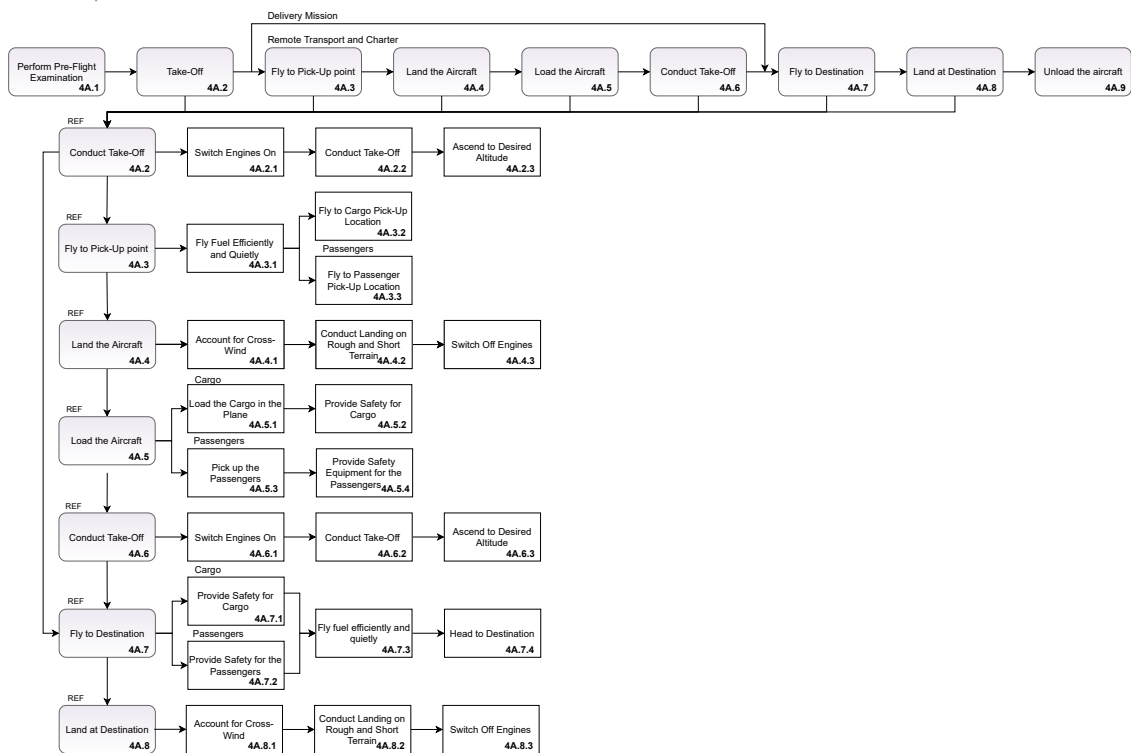 Delivery Mission
Remote Transport and Charter
Perform Pre-Flight
Examination
4A.1
Take-Off
4A.2
Fly to Pick-Up point
4A.3
Land the Aircraft
4A.4
Load the Aircraft
4A.5
Conduct Take-Off
4A.6
Fly to Destination
4A.7
Land at Destination
4A.8
Unload the aircraft
4A.9
REF
Conduct Take-Off
4A.2
Switch Engines On
4A.2.1
Conduct Take-Off
4A.2.2
Ascend to Desired
Altitude
4A.2.3
REF
Fly to Pick-Up point
4A.3
Fly Fuel Efficiently
and Quietly
4A.3.1
Fly to Cargo Pick-Up
Location
4A.3.2
Passengers
Fly to Passenger
Pick-Up Location
4A.3.3
REF
Land the Aircraft
4A.4
Account for Cross-
Wind
4A.4.1
Conduct Landing on
Rough and Short
Terrain
4A.4.2
Switch Off Engines
4A.4.3
REF
Load the Aircraft
4A.5
Cargo
Load the Cargo in the
Plane
4A.5.1
Provide Safety for
Cargo
4A.5.2
Passengers
Pick up the
Passengers
4A.5.3
Provide Safety
Equipment for the
Passengers
4A.5.4
REF
Conduct Take-Off
4A.6
Switch Engines On
4A.6.1
Conduct Take-Off
4A.6.2
Ascend to Desired
Altitude
4A.6.3
REF
Fly to Destination
4A.7
Cargo
Provide Safety for
Cargo
4A.7.1
Passengers
Provide Safety for the
Passengers
4A.7.2
Fly fuel efficiently and
quietly
4A.7.3
Head to Destination
4A.7.4
REF
Land at Destination
4A.8
Account for Cross-
Wind
4A.8.1
Conduct Landing on
Rough and Short
Terrain
4A.8.2
Switch Off Engines
4A.8.3